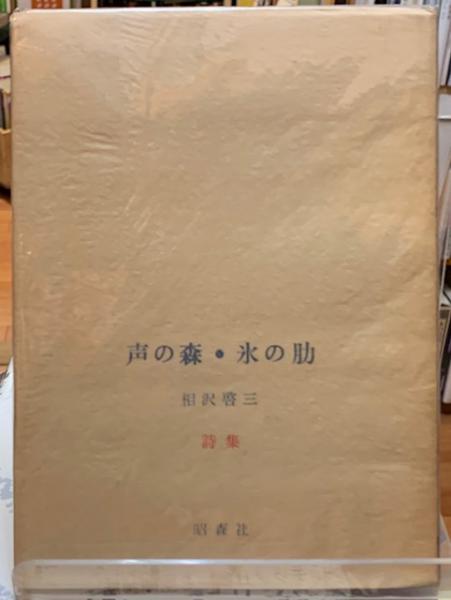 声の森・氷の肋
相沢啓三
詩集
昭森社